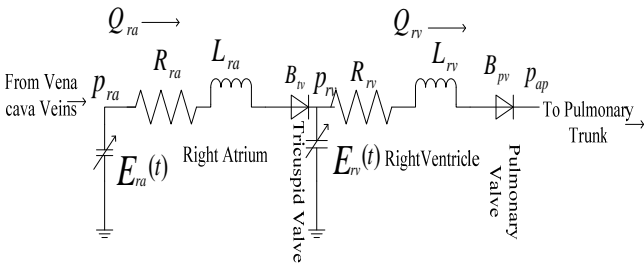 Q_ra
Q_rv
R_ra
L_ra
B_tv
p_rv
R_rv
L_rv
B_pv
p_ap
From Vena
cava Veins
p_ra
To Pulmonary
Trunk
E_ra(t)
Right Atrium
Tricuspid Valve
E_rv(t)
RightVentricle
Pulmonary
Valve